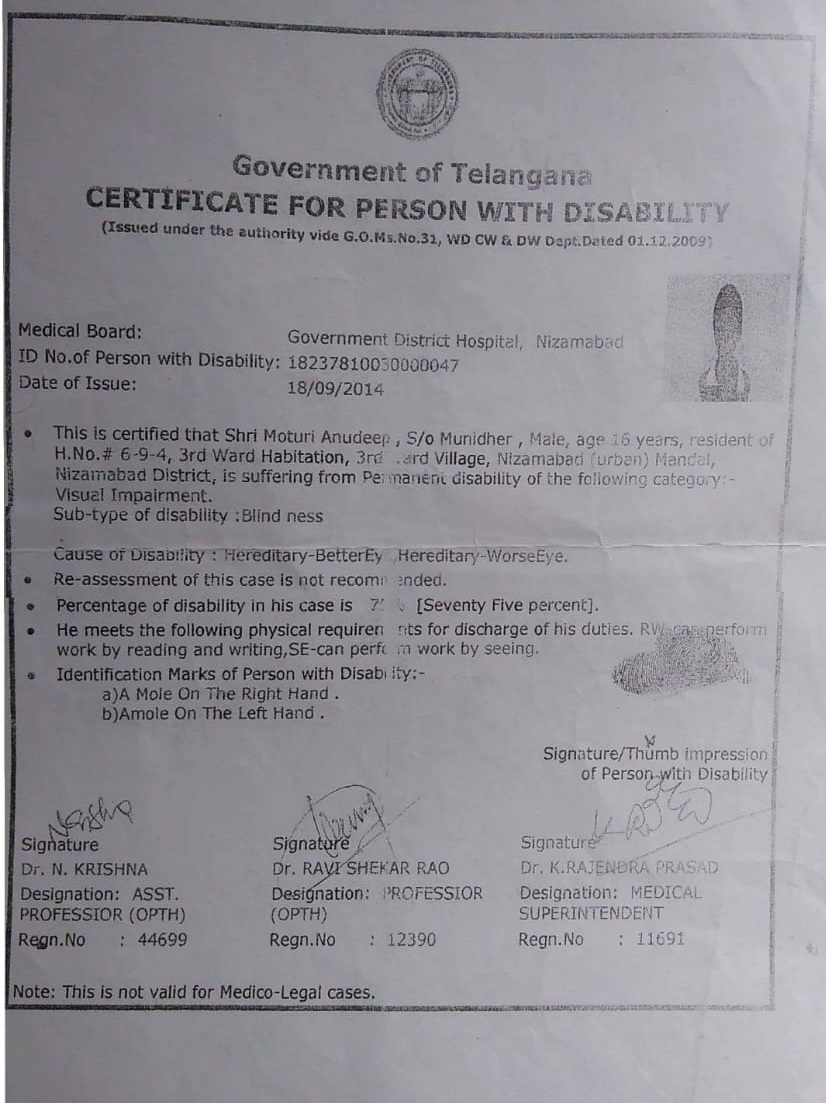 Government of Telangana
CERTIFICATE FOR PERSON WITH DISABILITY
(Issued under the authority vide G.O.Ms.No.31, WD CW & DW Dept.Dated 01.12.2009)
Medical Board: Government District Hospital, Nizamabad
ID No.of Person with Disability: 18237810030000047
Date of Issue: 18/09/2014
• This is certified that Shri Moturi Anudeep , S/o Munidher , Male, age 16 years, resident of
H.No.# 6-9-4, 3rd Ward Habitation, 3rd Village, Nizamabad (urban) Mandal,
Nizamabad District, is suffering from Permanent disability of the following category:-
Visual Impairment.
Sub-type of disability :Blind ness
Cause of Disability : Hereditary-BetterEy ,Hereditary-WorseEye.
• Re-assessment of this case is not recommended.
• Percentage of disability in his case is [Seventy Five percent].
• He meets the following physical requirements for discharge of his duties. RW-can perform
work by reading and writing,SE-can perform work by seeing.
• Identification Marks of Person with Disability:-
a)A Mole On The Right Hand .
b)Amole On The Left Hand .
Signature/Thumb impression
of Person with Disability
Signature Signature Signature
Dr. N. KRISHNA Dr. RAVI SHEKAR RAO Dr. K.RAJENDRA PRASAD
Designation: ASST. Designation: PROFESSIOR Designation: MEDICAL
PROFESSIOR (OPTH) (OPTH) SUPERINTENDENT
Regn.No : 44699 Regn.No : 12390 Regn.No : 11691
Note: This is not valid for Medico-Legal cases.